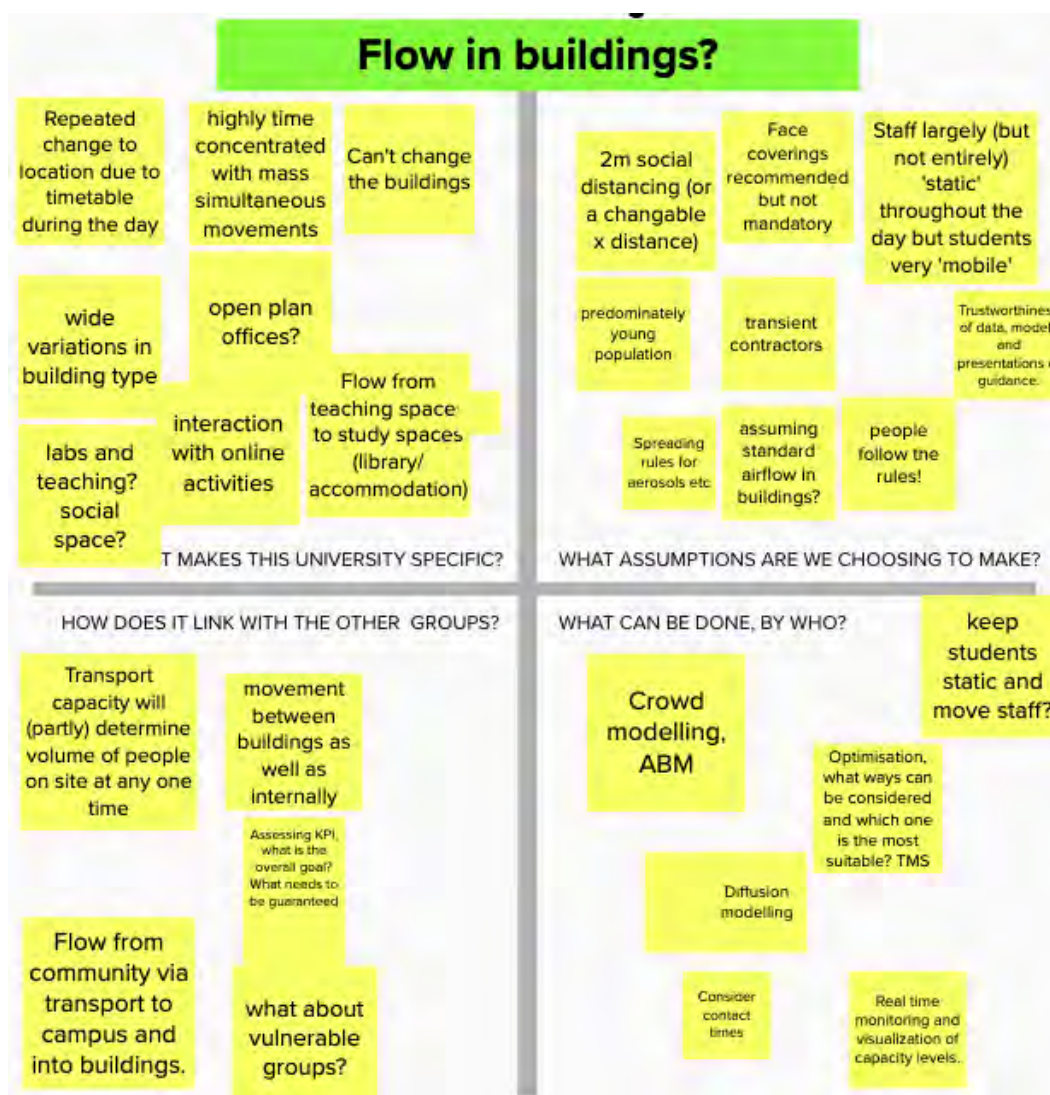 Flow in buildings?
Repeated
change to
location due to
timetable
during the day
highly time
concentrated
with mass
simultaneous
movements
Can't change
the buildings
wide
variations in
building type
open plan
offices?
labs and
teaching?
social
space?
interaction
with online
activities
Flow from
teaching space
to study spaces
(library/
accommodation)
T MAKES THIS UNIVERSITY SPECIFIC?
2m social
distancing (or
a changable
x distance)
Face
coverings
recommended
but not
mandatory
Staff largely (but
not entirely)
'static'
throughout the
day but students
very 'mobile'
predominately
young
population
transient
contractors
Trustworthines
of data, model
and
presentations
guidance.
Spreading
rules for
aerosols etc
assuming
standard
airflow in
buildings?
people
follow the
rules!
WHAT ASSUMPTIONS ARE WE CHOOSING TO MAKE?
HOW DOES IT LINK WITH THE OTHER GROUPS?
Transport
capacity will
(partly) determine
volume of people
on site at any one
time
movement
between
buildings as
well as
internally
Assessing KPI,
what is the
overall goal?
What needs to
be guaranteed
Flow from
community via
transport to
campus and
into buildings.
what about
vulnerable
groups?
WHAT CAN BE DONE, BY WHO?
keep
students
static and
move staff?
Crowd
modelling,
ABM
Optimisation,
what ways can
be considered
and which one
is the most
suitable? TMS
Diffusion
modelling
Consider
contact
times
Real time
monitoring and
visualization of
capacity levels.